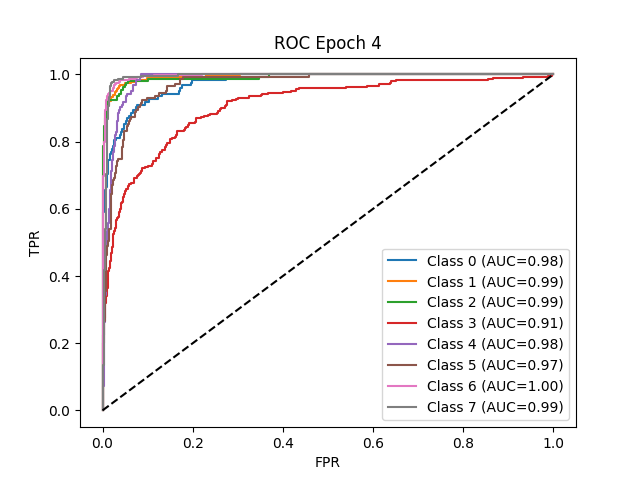 ROC Epoch 4
TPR
1.0
0.8
0.6
0.4
0.2
0.0
Class 0 (AUC=0.98)
Class 1 (AUC=0.99)
Class 2 (AUC=0.99)
Class 3 (AUC=0.91)
Class 4 (AUC=0.98)
Class 5 (AUC=0.97)
Class 6 (AUC=1.00)
Class 7 (AUC=0.99)
0.0 0.2 0.4 0.6 0.8 1.0
FPR